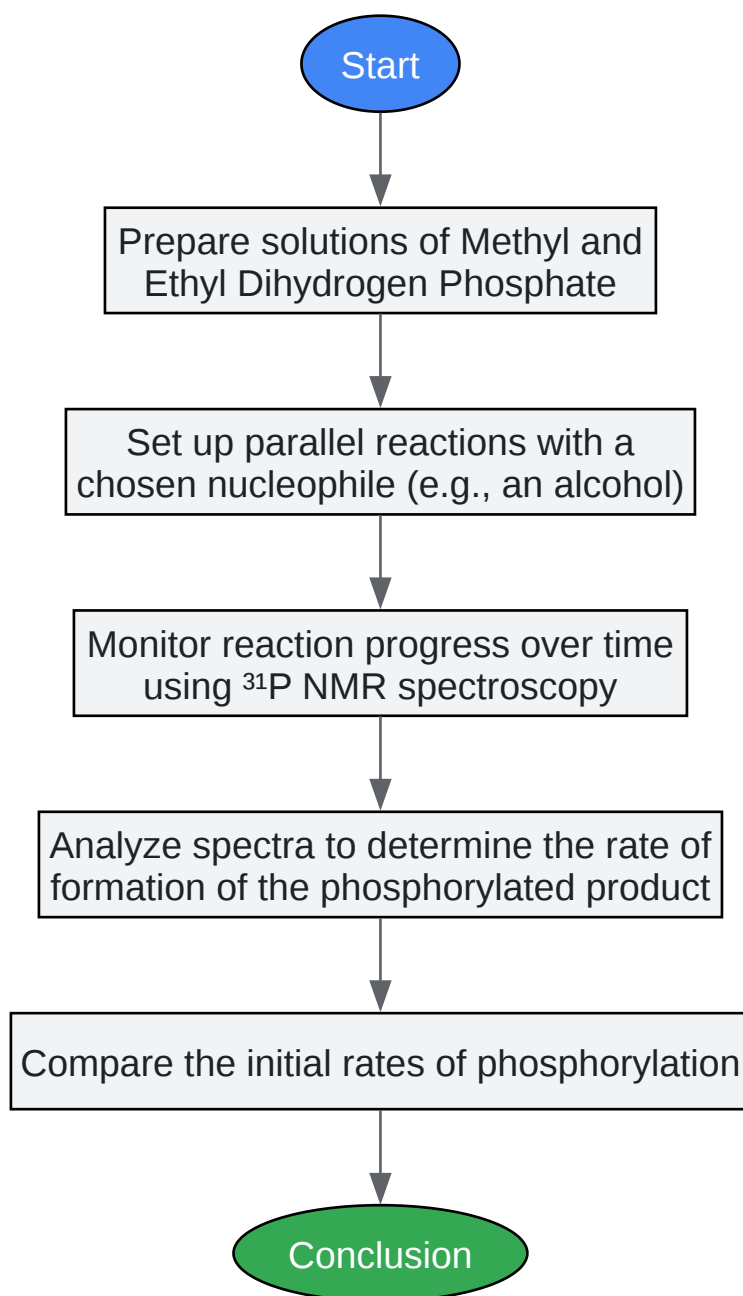 Start
Prepare solutions of Methyl and
Ethyl Dihydrogen Phosphate
Set up parallel reactions with a
chosen nucleophile (e.g., an alcohol)
Monitor reaction progress over time
using ³¹P NMR spectroscopy
Analyze spectra to determine the rate of
formation of the phosphorylated product
Compare the initial rates of phosphorylation
Conclusion